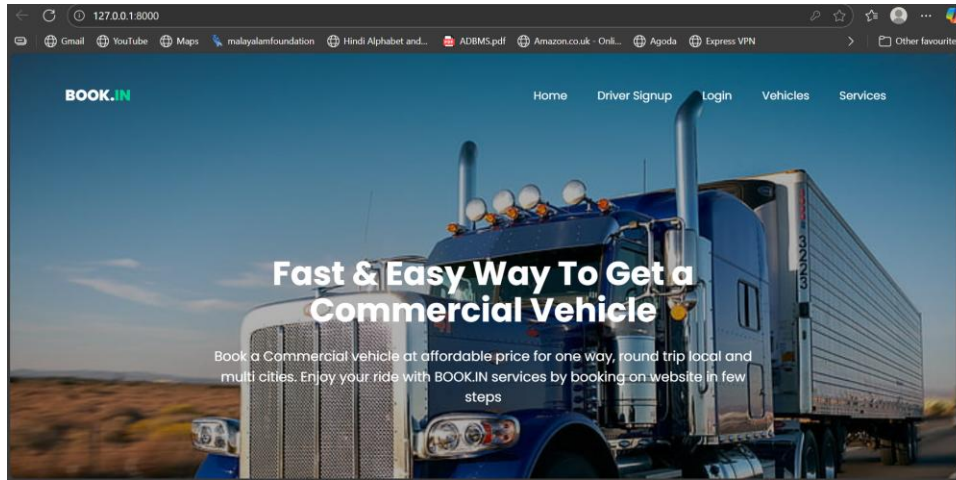 127.0.0.1:8000
Gmail YouTube Maps malayalamfoundation Hindi Alphabet and... ADBMS.pdf Amazon.co.uk - Onli... Agoda Express VPN Other favourite
BOOK.IN Home Driver Signup Login Vehicles Services
3223
Fast & Easy Way To Get a
Commercial Vehicle
Book a Commercial vehicle at affordable price for one way, round trip local and
multi cities. Enjoy your ride with BOOK.IN services by booking on website in few
steps